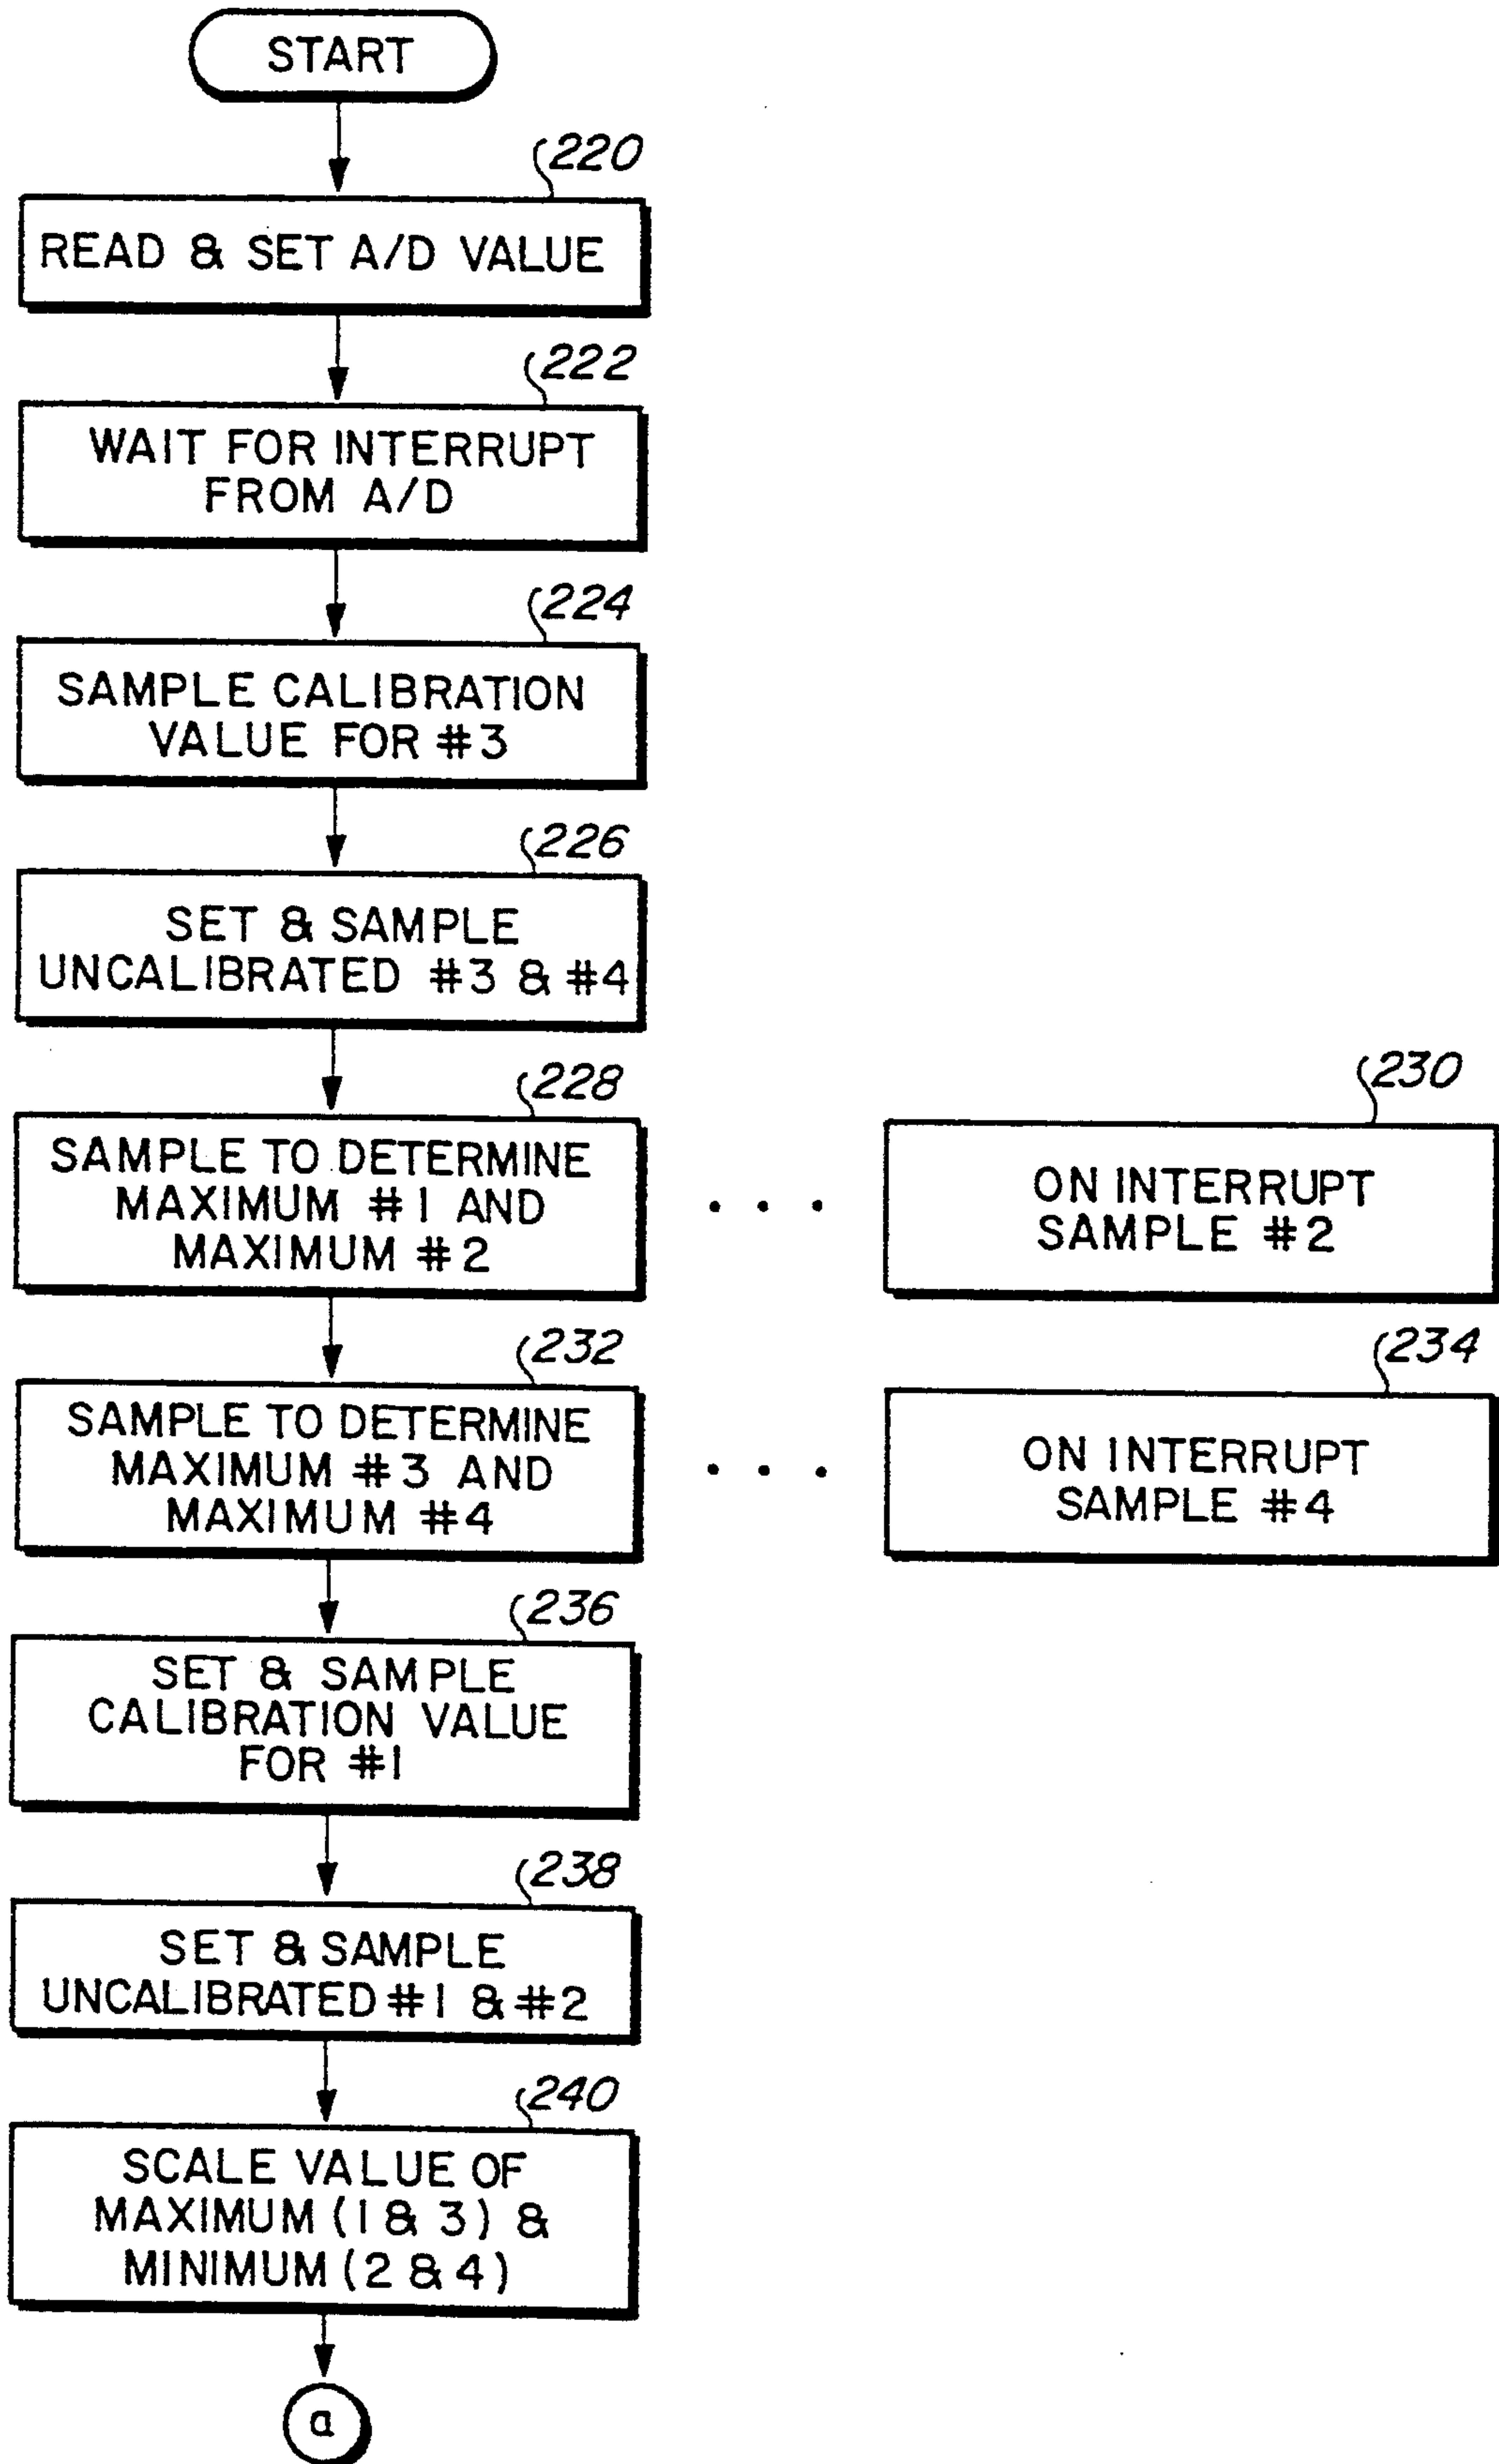 START
220
READ & SET A/D VALUE
222
WAIT FOR INTERRUPT
FROM A/D
224
SAMPLE CALIBRATION
VALUE FOR #3
226
SET & SAMPLE
UNCALIBRATED #3 & #4
228
SAMPLE TO DETERMINE
MAXIMUM #1 AND
MAXIMUM #2
. . .
230
ON INTERRUPT
SAMPLE #2
232
SAMPLE TO DETERMINE
MAXIMUM #3 AND
MAXIMUM #4
. . .
234
ON INTERRUPT
SAMPLE #4
236
SET & SAMPLE
CALIBRATION VALUE
FOR #1
238
SET & SAMPLE
UNCALIBRATED #1 & #2
240
SCALE VALUE OF
MAXIMUM (1 & 3) &
MINIMUM (2 & 4)
a